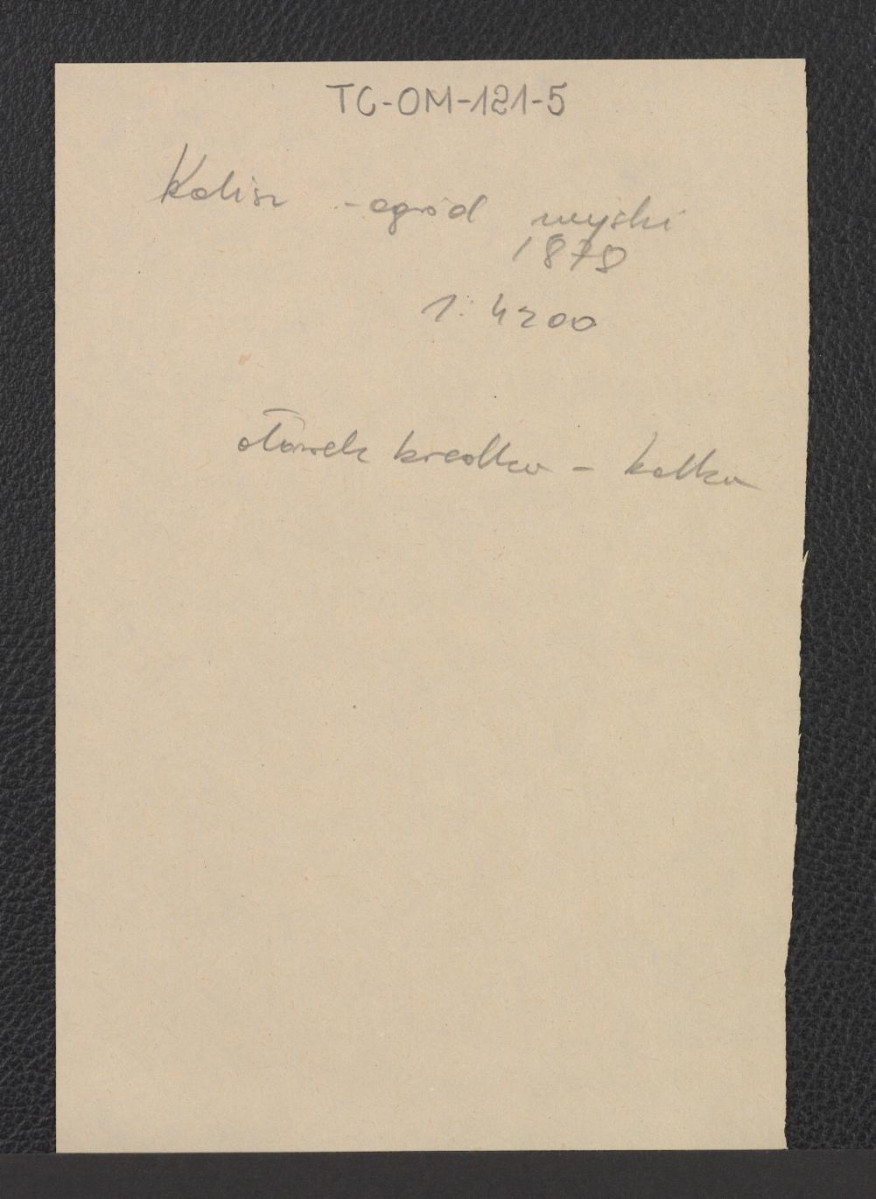 TC-OM-121-5
Kalisz - ogród miejski
1878
1:4200
ołówek kredka - kalka